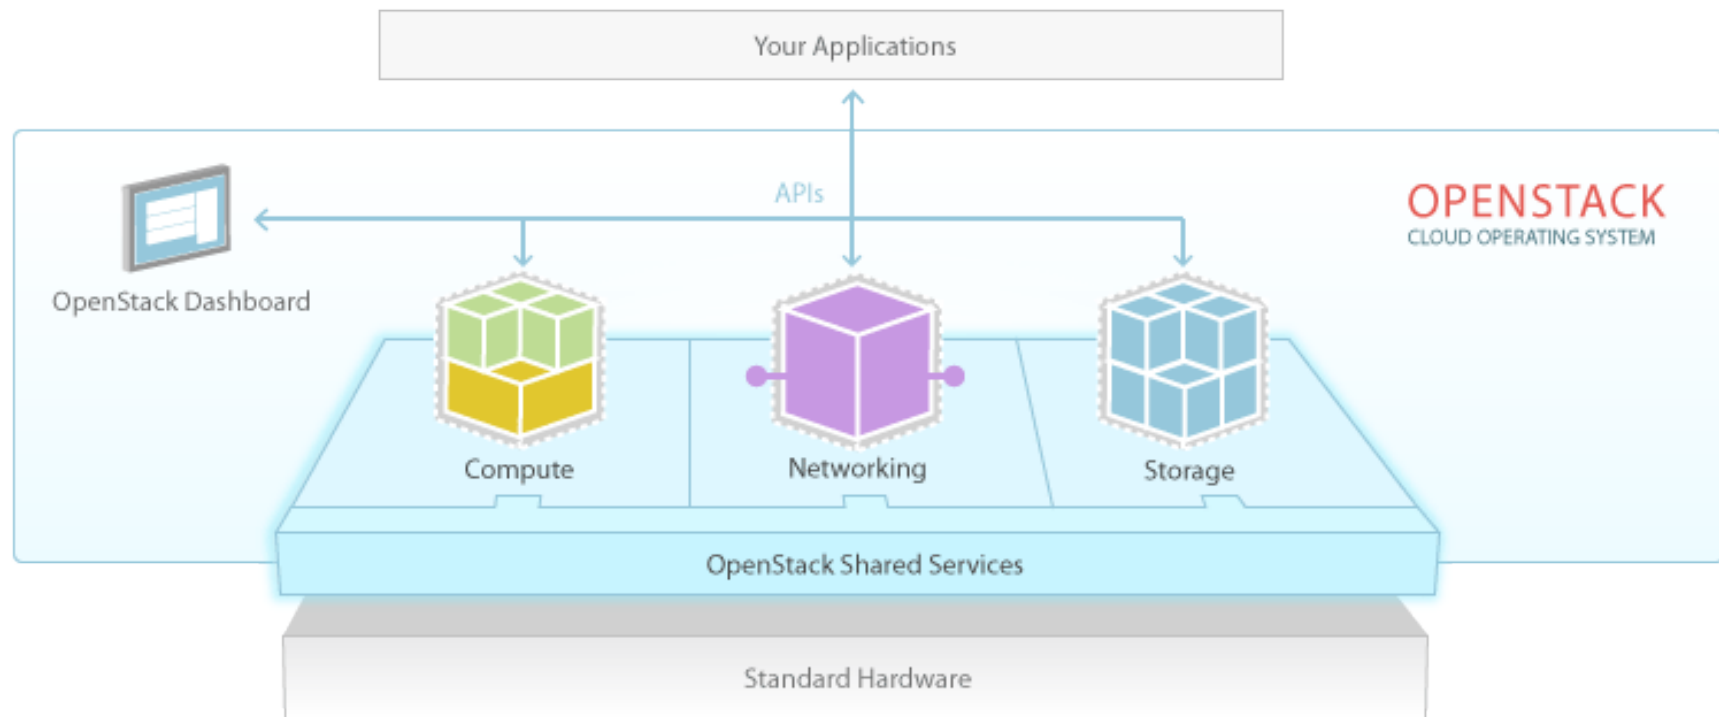 Your Applications
APIs
OPENSTACK
CLOUD OPERATING SYSTEM
OpenStack Dashboard
Compute
Networking
Storage
OpenStack Shared Services
Standard Hardware